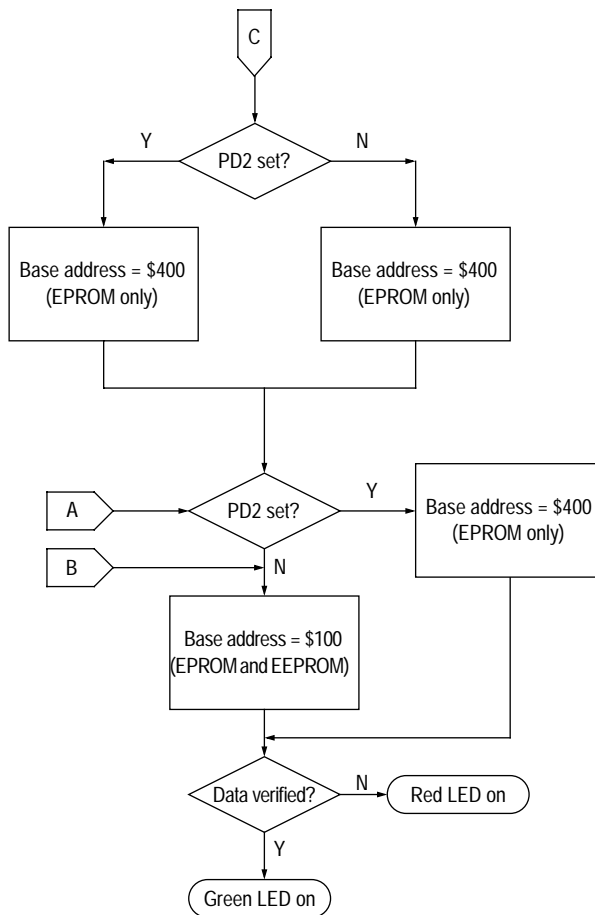 C
PD2 set?
Y
N
Base address = $400
(EPROM only)
Base address = $400
(EPROM only)
A
PD2 set?
Y
Base address = $400
(EPROM only)
B
N
Base address = $100
(EPROM and EEPROM)
Data verified?
N
Red LED on
Y
Green LED on